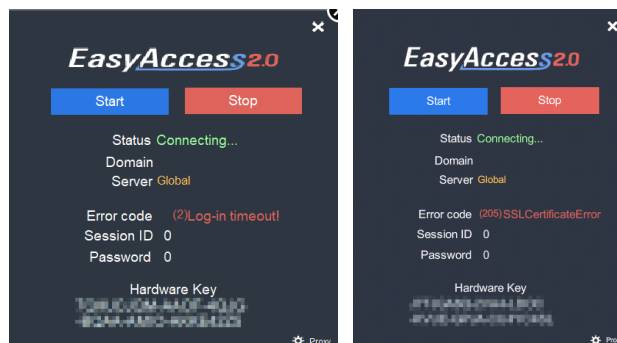 EasyAccess2.0
Start Stop
Status Connecting...
Domain
Server Global
Error code (2)Log-in timeout!
Session ID 0
Password 0
Hardware Key
Proxy
EasyAccess2.0
Start Stop
Status Connecting...
Domain
Server Global
Error code (205)SSLCertificateError
Session ID 0
Password 0
Hardware Key